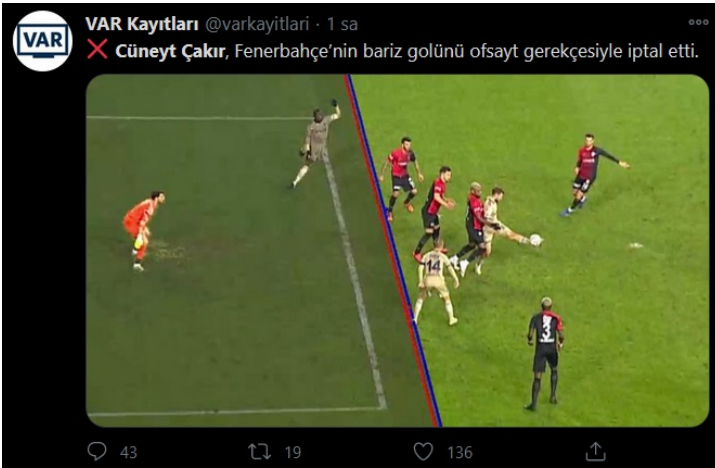 VAR
VAR Kayıtları @varkayitlari · 1 sa
❌ Cüneyt Çakır, Fenerbahçe’nin bariz golünü ofsayt gerekçesiyle iptal etti.
14
3
43 19 136